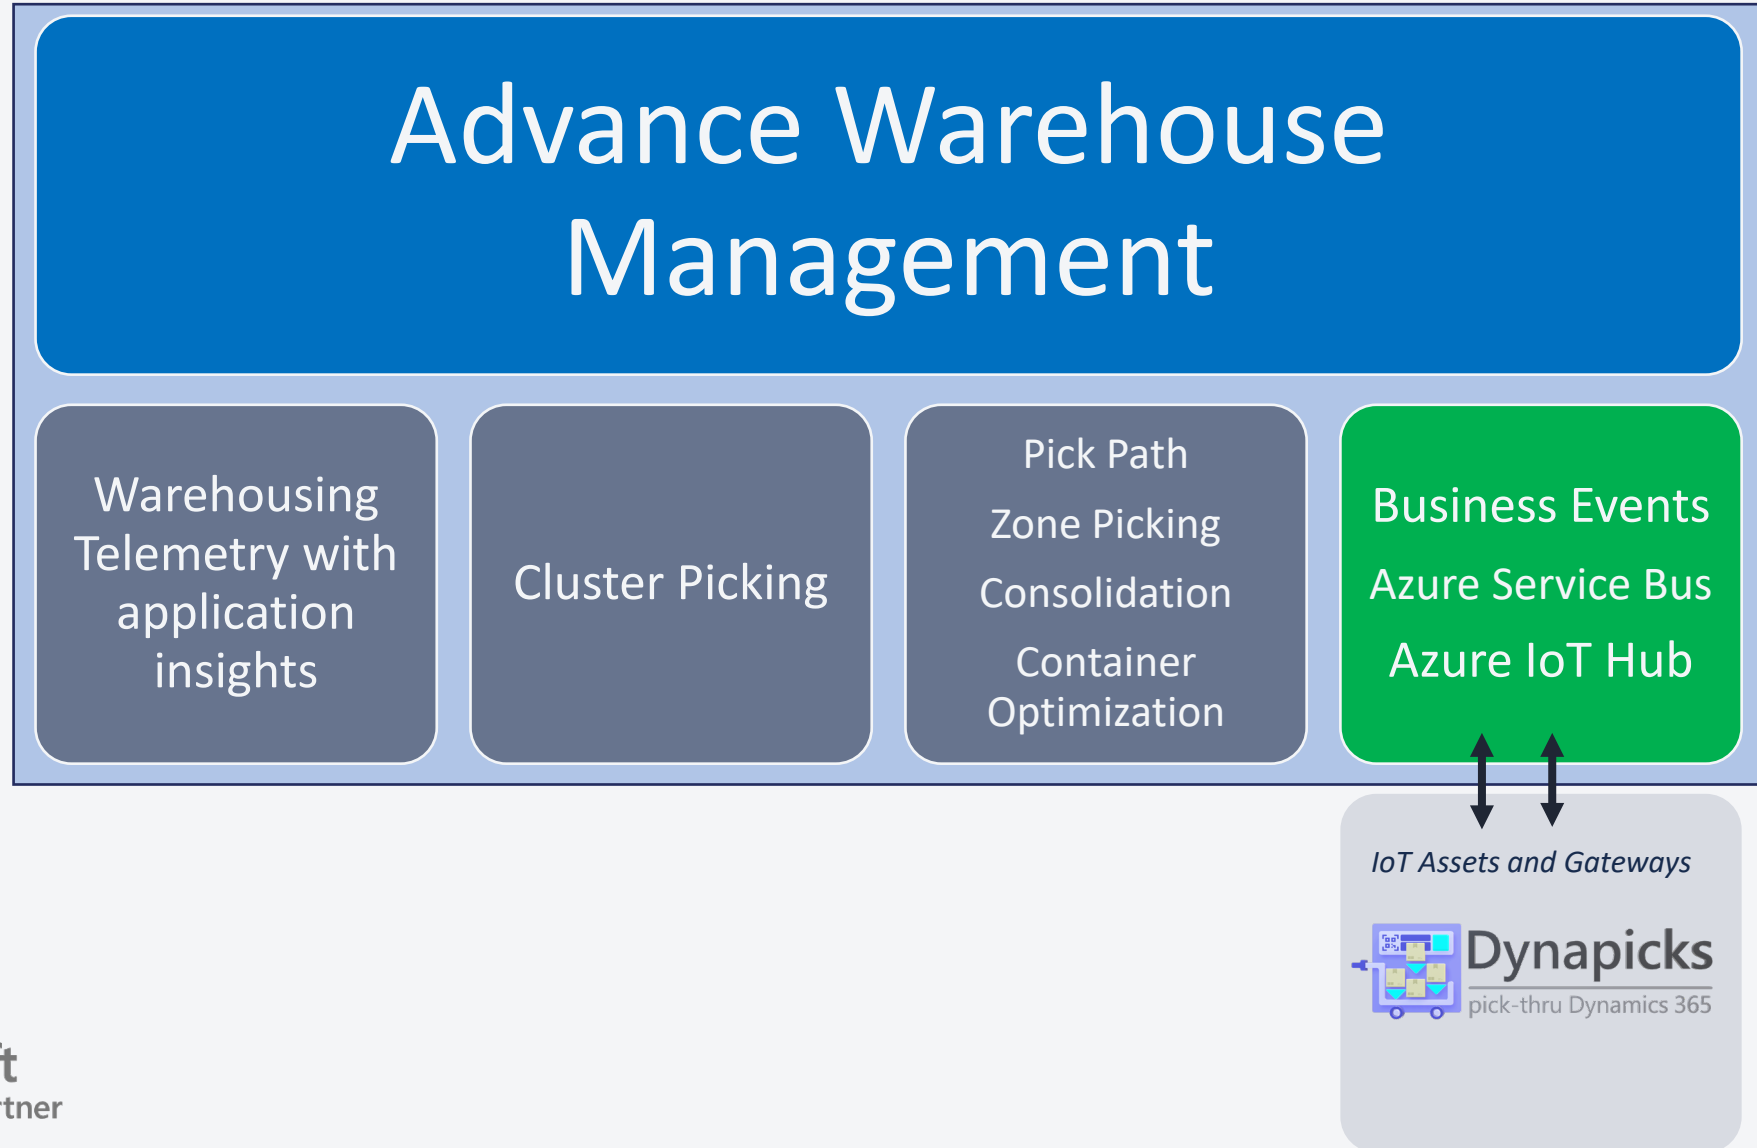 Advance Warehouse
Management
Warehousing
Telemetry with
application
insights
Cluster Picking
Pick Path
Zone Picking
Consolidation
Container
Optimization
Business Events
Azure Service Bus
Azure IoT Hub
IoT Assets and Gateways
Dynapicks
pick-thru Dynamics 365